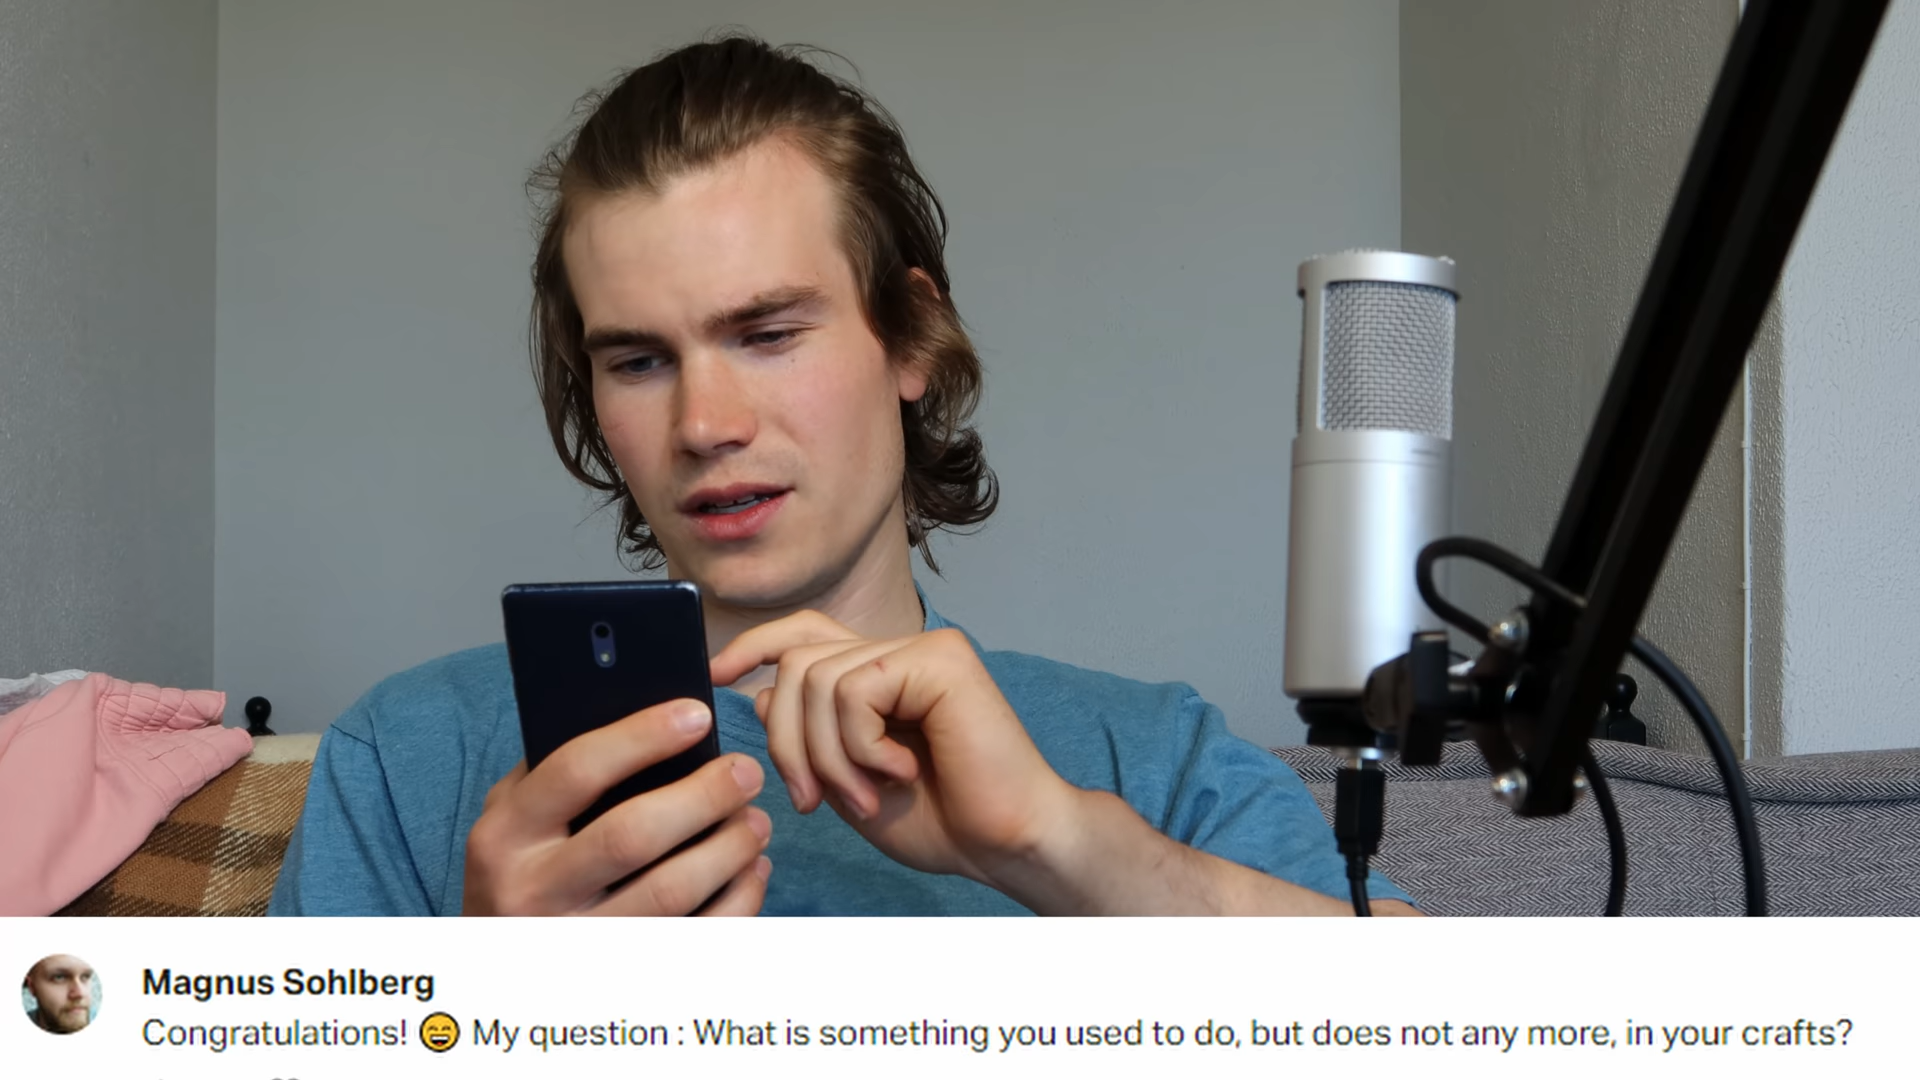 Magnus Sohlberg
Congratulations! 😄 My question : What is something you used to do, but does not any more, in your crafts?